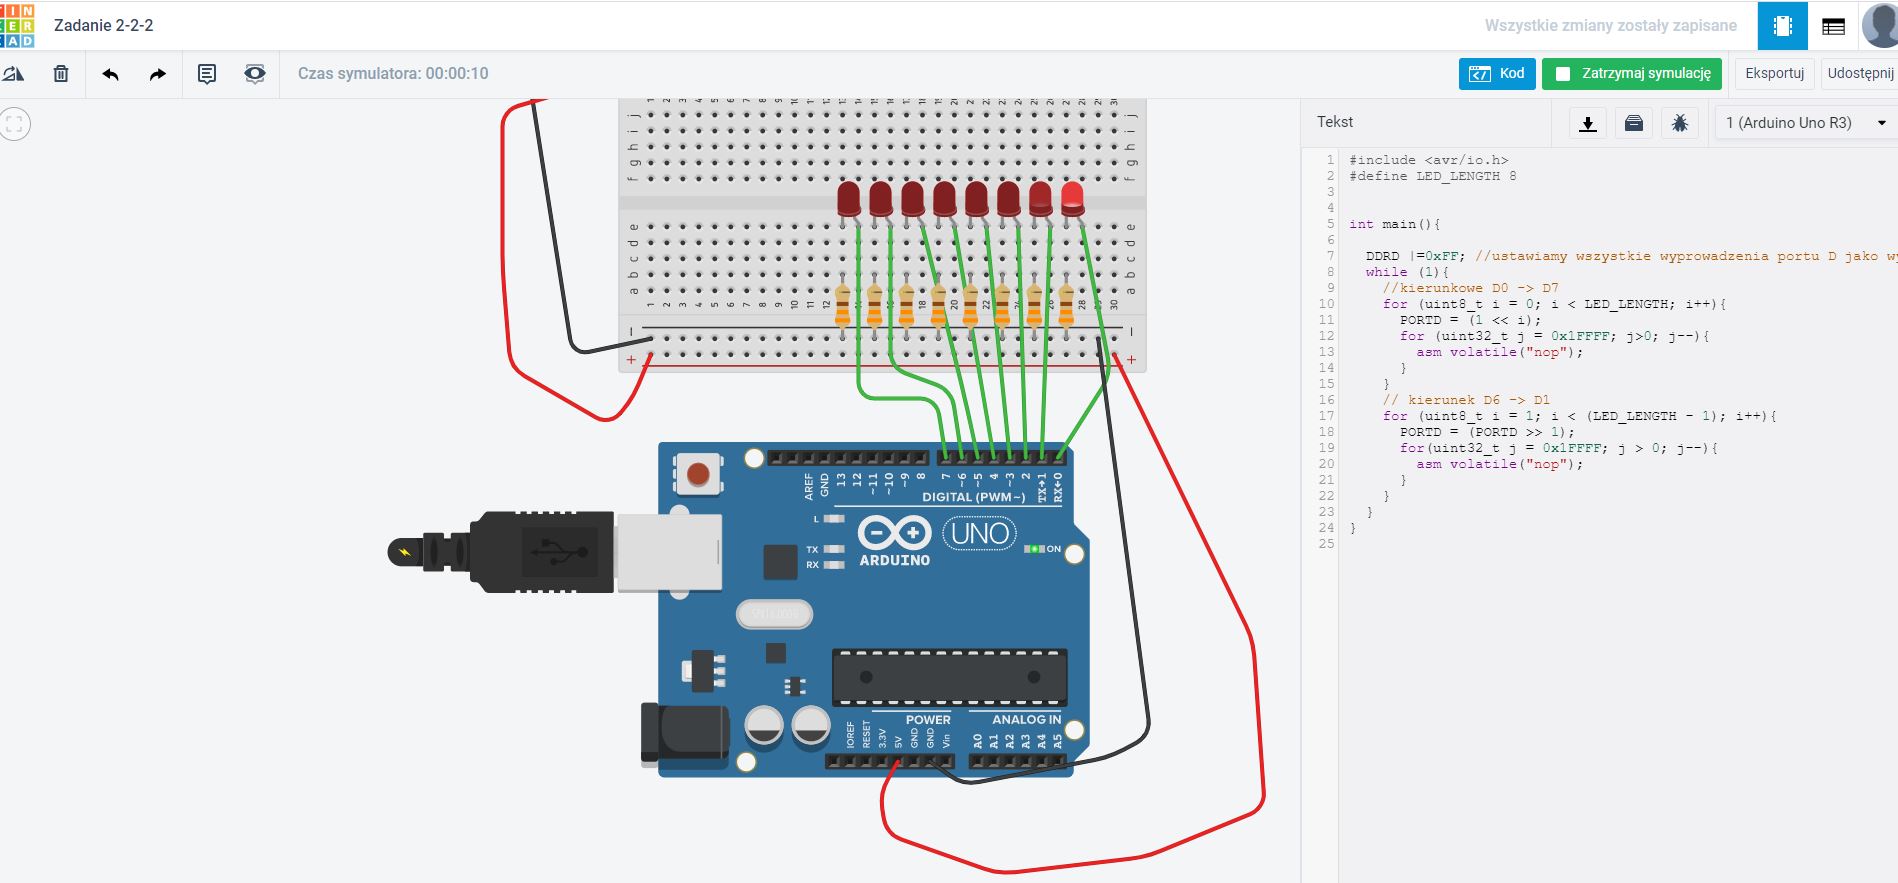 Zadanie 2-2-2
Wszystkie zmiany zostały zapisane
Czas symulatora: 00:00:10
Kod
Zatrzymaj symulację
Eksportuj
Udostępnij
Tekst
1 (Arduino Uno R3)
1 #include <avr/io.h>
2 #define LED_LENGTH 8
3
4
5 int main(){
6
7 DDRD |=0xFF; //ustawiamy wszystkie wyprowadzenia portu D jako wy
8 while (1){
9 //kierunkowe D0 -> D7
10 for (uint8_t i = 0; i < LED_LENGTH; i++){
11 PORTD = (1 << i);
12 for (uint32_t j = 0x1FFFF; j>0; j--){
13 asm volatile("nop");
14 }
15 }
16 // kierunek D6 -> D1
17 for (uint8_t i = 1; i < (LED_LENGTH - 1); i++){
18 PORTD = (PORTD >> 1);
19 for(uint32_t j = 0x1FFFF; j > 0; j--){
20 asm volatile("nop");
21 }
22 }
23 }
24 }
25
j j
i i
h h
g g
f f
e e
d d
c c
b b
a a
AREF GND 13 12 ~11 ~10 ~9 8 7 ~6 ~5 4 ~3 2 TX→1 RX←0
DIGITAL (PWM~)
L
TX
RX
UNO
ARDUINO
ON
POWER
ANALOG IN
IOREF RESET 3.3V 5V GND GND Vin A0 A1 A2 A3 A4 A5